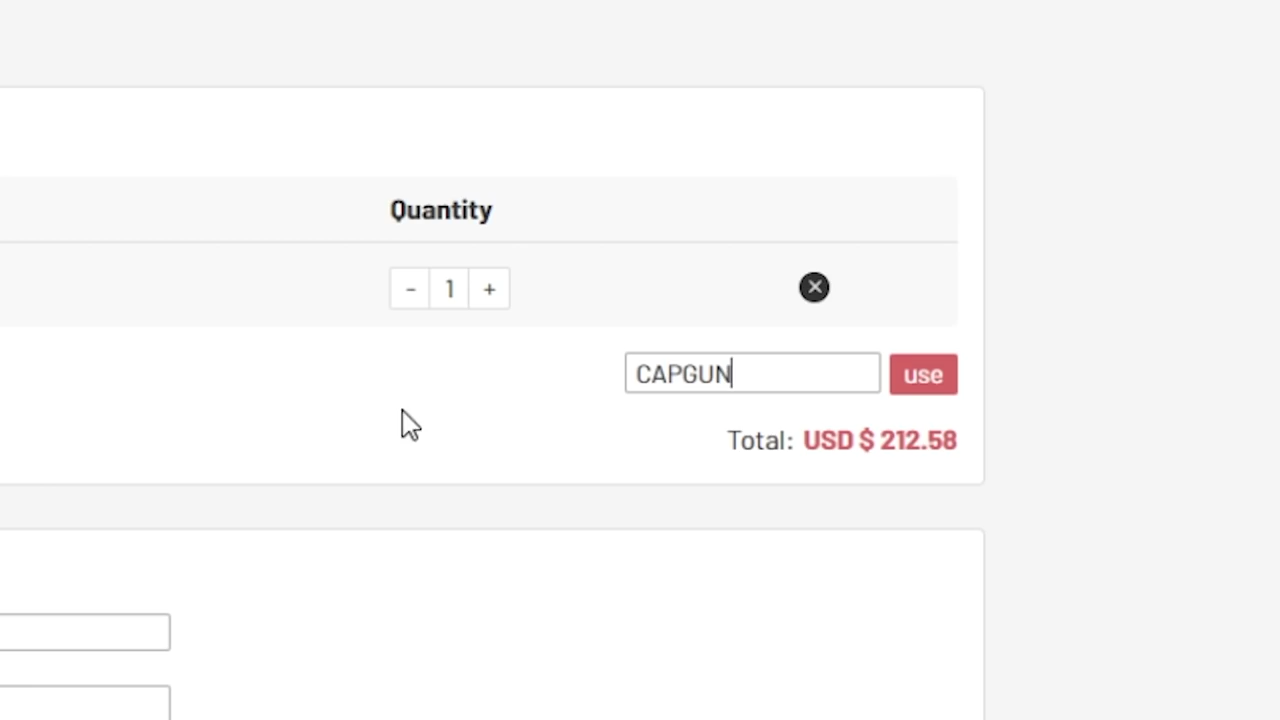 Quantity
- 1 +
CAPGUN use
Total: USD $ 212.58